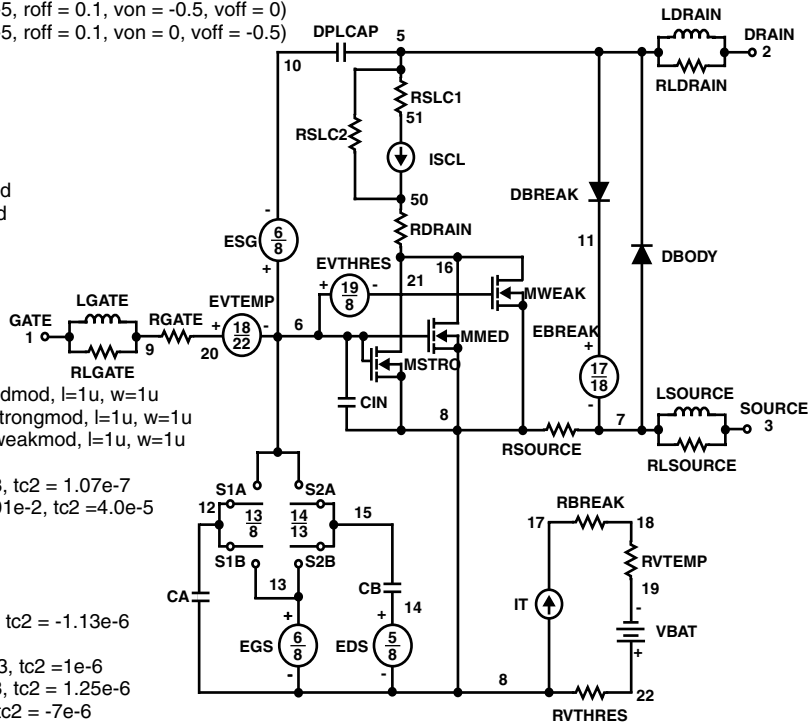 5, roff = 0.1, von = -0.5, voff = 0)
5, roff = 0.1, von = 0, voff = -0.5)
LDRAIN
DPLCAP
5
DRAIN
2
10
RLDRAIN
RSLC1
51
RSLC2
ISCL
d
d
50
DBREAK
RDRAIN
-
ESG
6
8
+
11
DBODY
EVTHRES
16
21
+
19
8
-
MWEAK
LGATE
EVTEMP
GATE
1
RGATE
+
18
22
-
6
MMED
EBREAK
+
9
20
RLGATE
MSTRO
17
18
-
LSOURCE
SOURCE
3
dmod, l=1u, w=1u
trongmod, l=1u, w=1u
weakmod, l=1u, w=1u
CIN
8
7
RSOURCE
RLSOURCE
, tc2 = 1.07e-7
1e-2, tc2 =4.0e-5
S1A
S2A
12
13
8
14
13
15
S1B
S2B
RBREAK
17
18
RVTEMP
19
13
CA
CB
14
IT
-
VBAT
+
tc2 = -1.13e-6
+
EGS
6
8
-
+
EDS
5
8
-
3, tc2 =1e-6
, tc2 = 1.25e-6
tc2 = -7e-6
8
22
RVTHRES